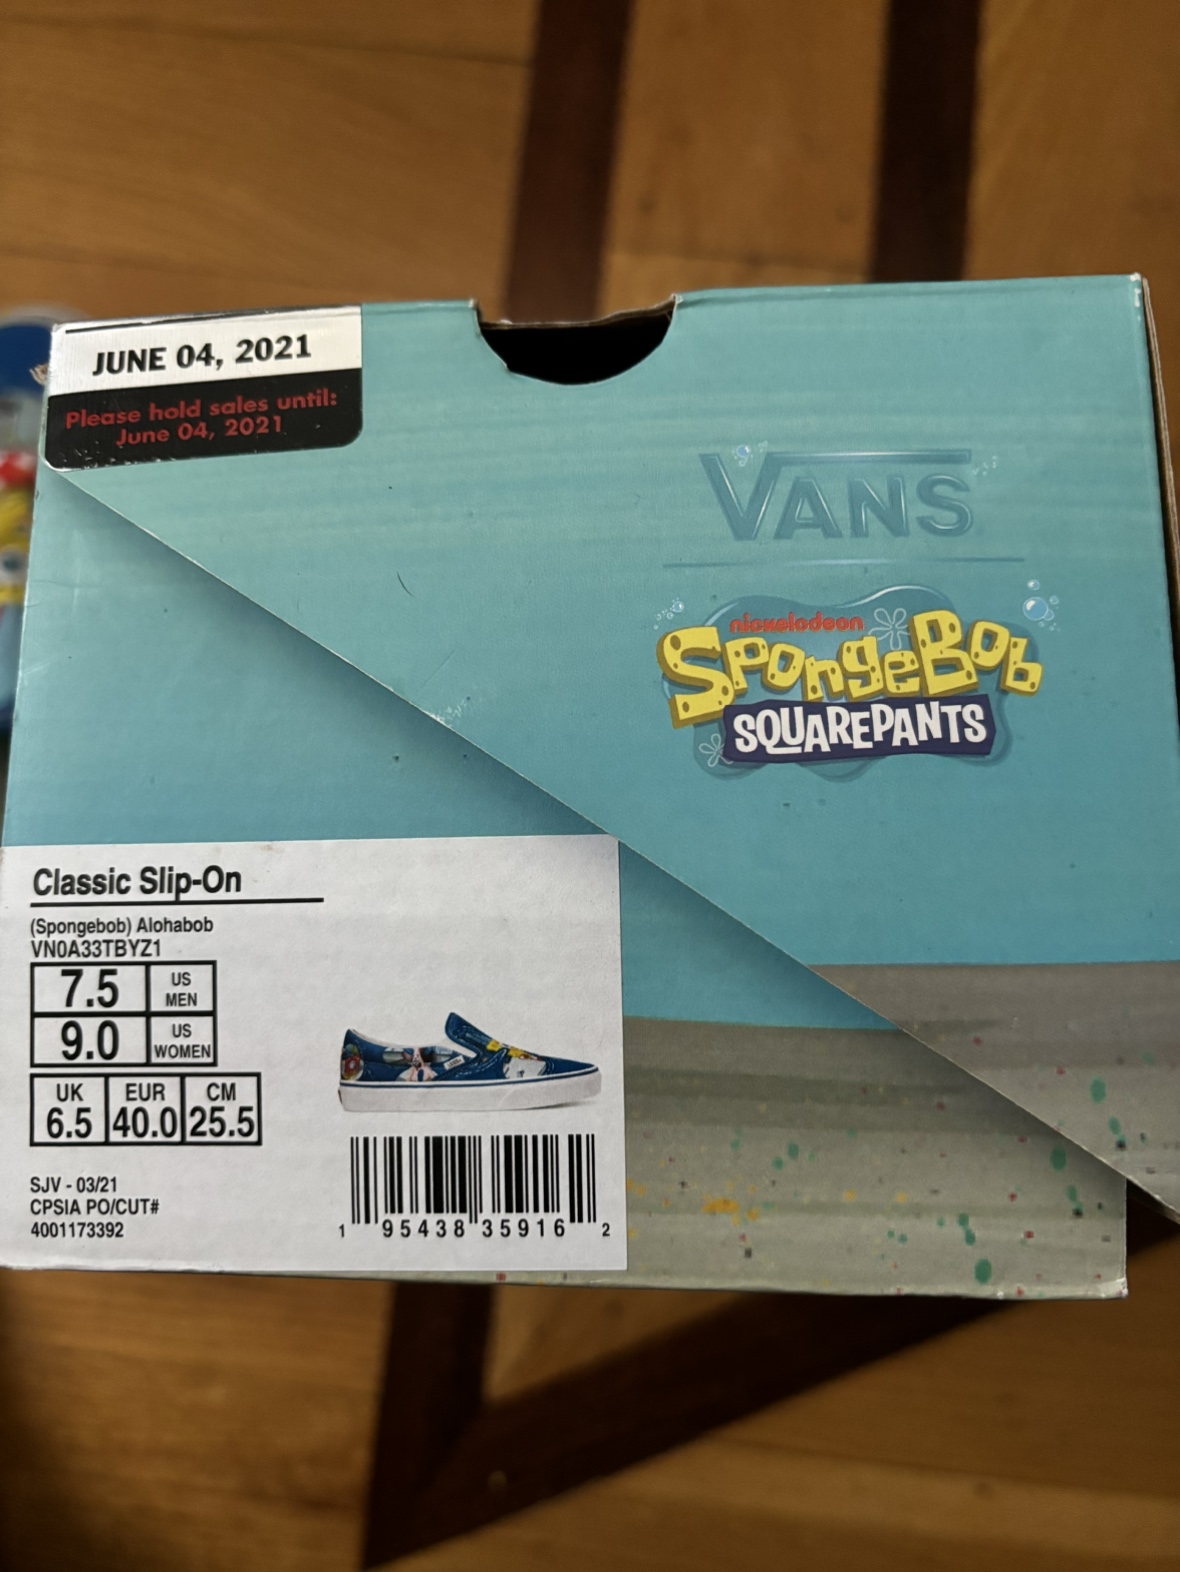 JUNE 04, 2021
Please hold sales until:
June 04, 2021
VANS
nickelodeon
SPONGEBOB
SQUAREPANTS
Classic Slip-On
(Spongebob) Alohabob
VN0A33TBYZ1
7.5 US MEN
9.0 US WOMEN
UK EUR CM
6.5 40.0 25.5
SJV - 03/21
CPSIA PO/CUT#
4001173392
1 95438 35916 2